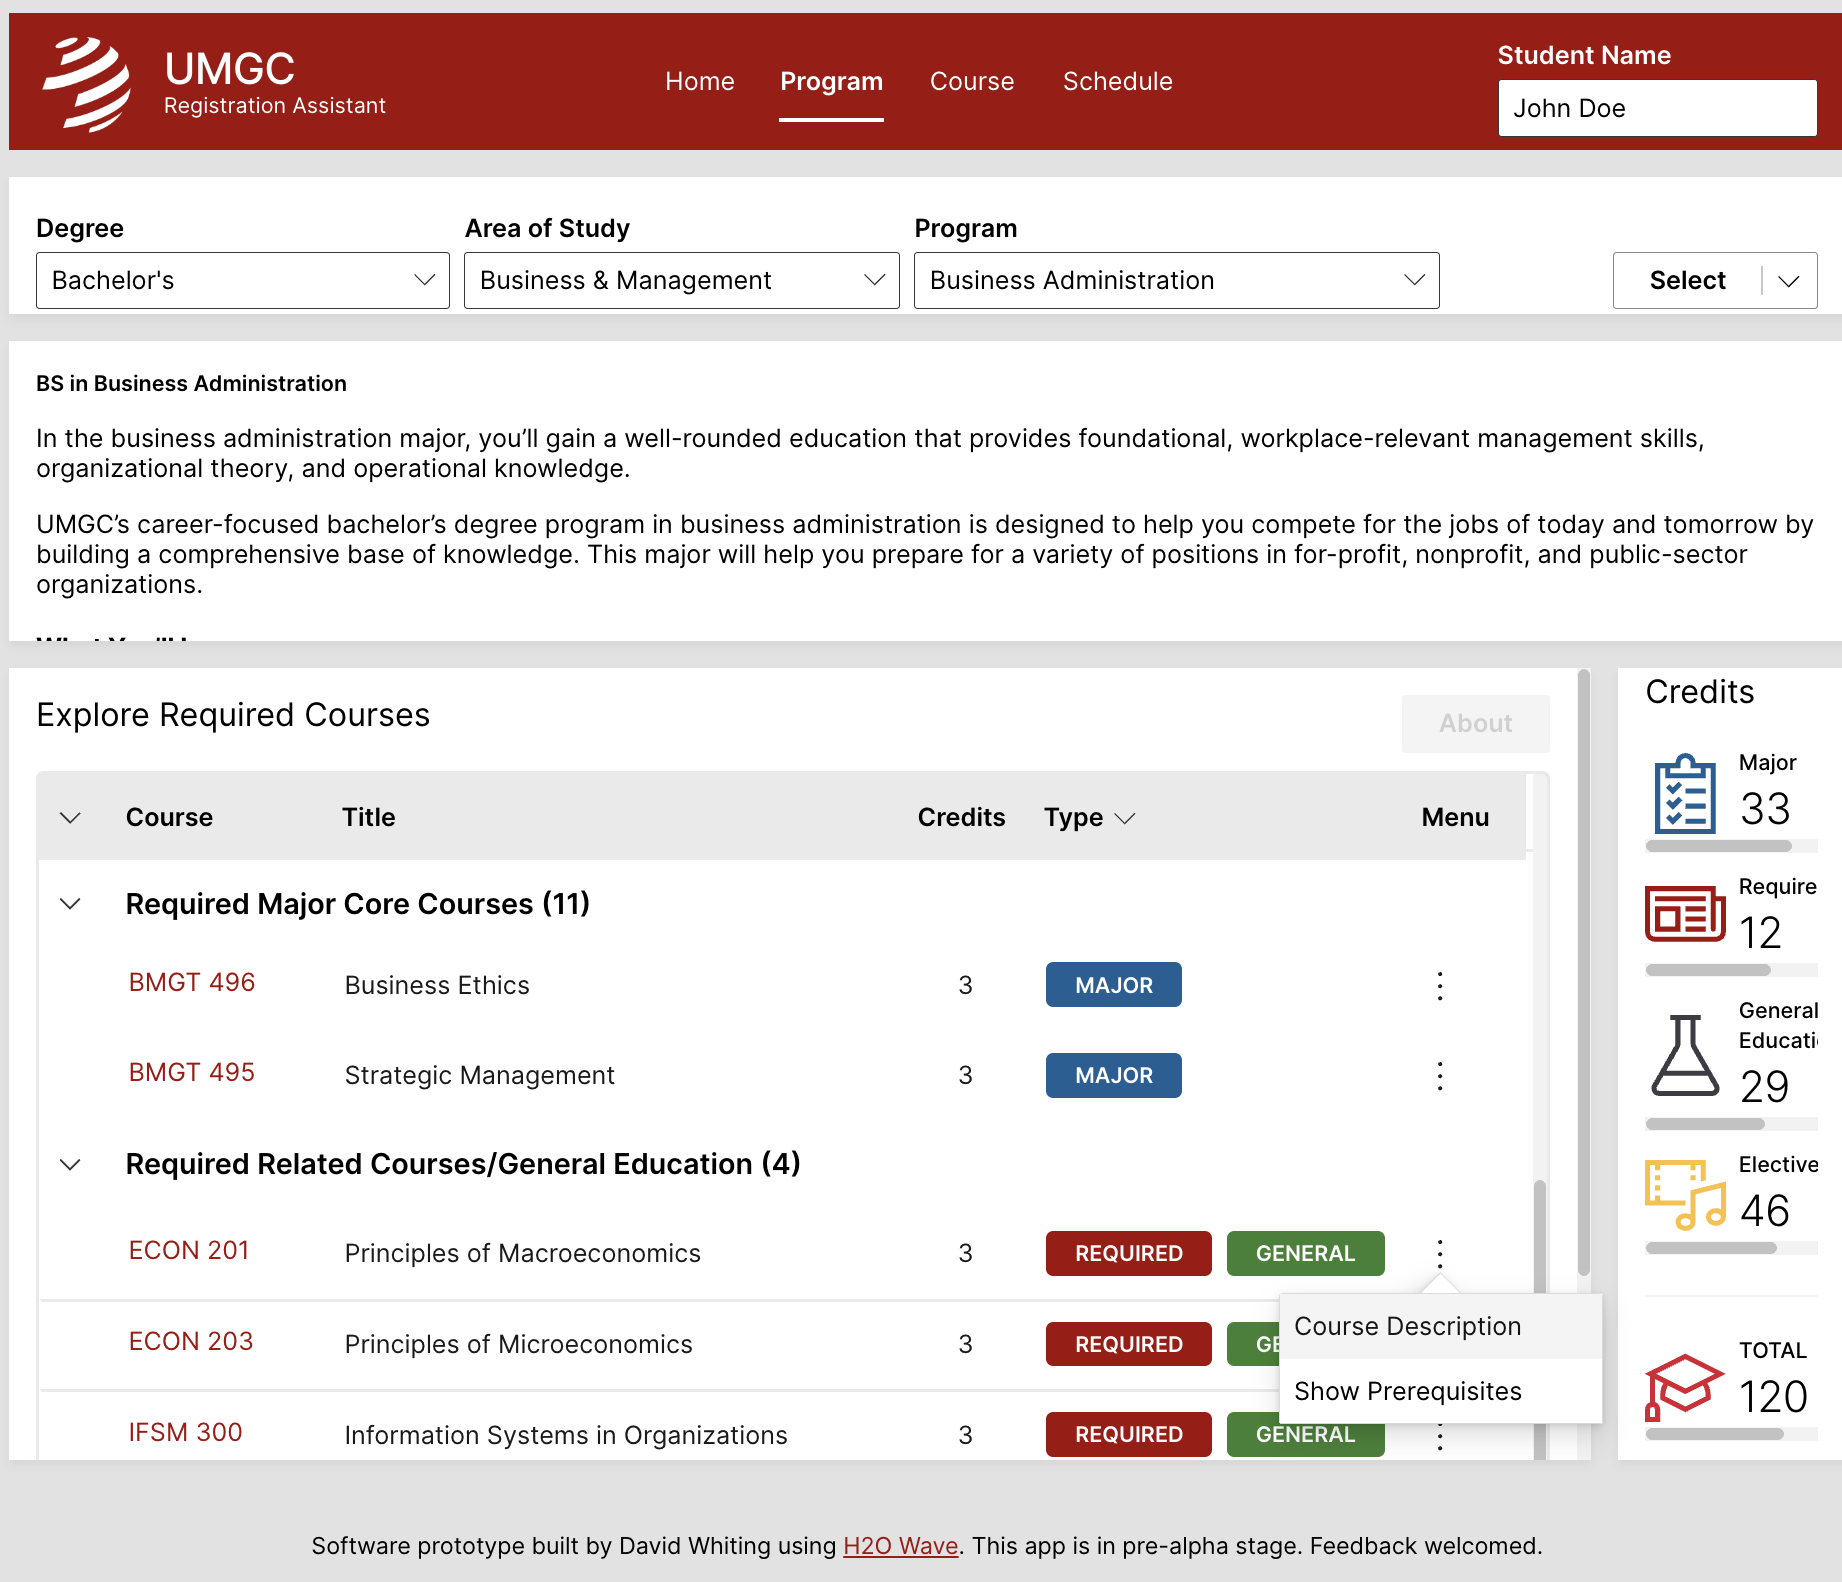 UMGC
Registration Assistant
Home
Program
Course
Schedule
Student Name
John Doe
Degree
Area of Study
Program
Bachelor's
Business & Management
Business Administration
Select
BS in Business Administration
In the business administration major, you’ll gain a well-rounded education that provides foundational, workplace-relevant management skills,
organizational theory, and operational knowledge.
UMGC’s career-focused bachelor’s degree program in business administration is designed to help you compete for the jobs of today and tomorrow by
building a comprehensive base of knowledge. This major will help you prepare for a variety of positions in for-profit, nonprofit, and public-sector
organizations.
Explore Required Courses
About
Course Title Credits Type Menu
Required Major Core Courses (11)
BMGT 496 Business Ethics 3 MAJOR
BMGT 495 Strategic Management 3 MAJOR
Required Related Courses/General Education (4)
ECON 201 Principles of Macroeconomics 3 REQUIRED GENERAL
ECON 203 Principles of Microeconomics 3 REQUIRED GE
IFSM 300 Information Systems in Organizations 3 REQUIRED GENERAL
Course Description
Show Prerequisites
Credits
Major
33
Require
12
General
Educati
29
Elective
46
TOTAL
120
Software prototype built by David Whiting using H2O Wave. This app is in pre-alpha stage. Feedback welcomed.